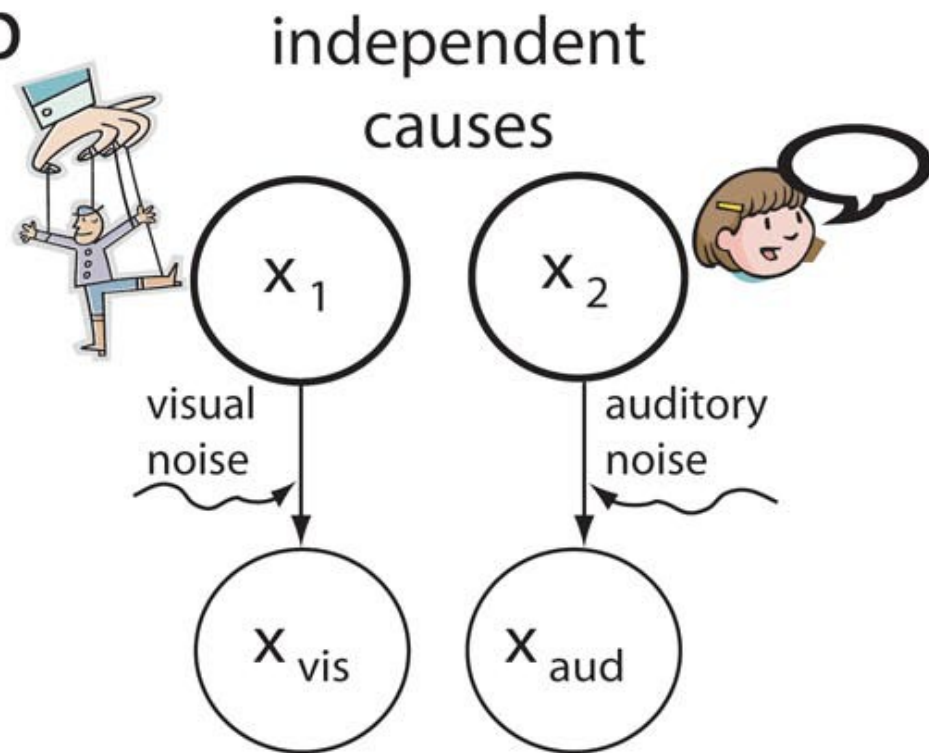 independent
causes
x 1
x 2
visual
noise
auditory
noise
x vis
x aud